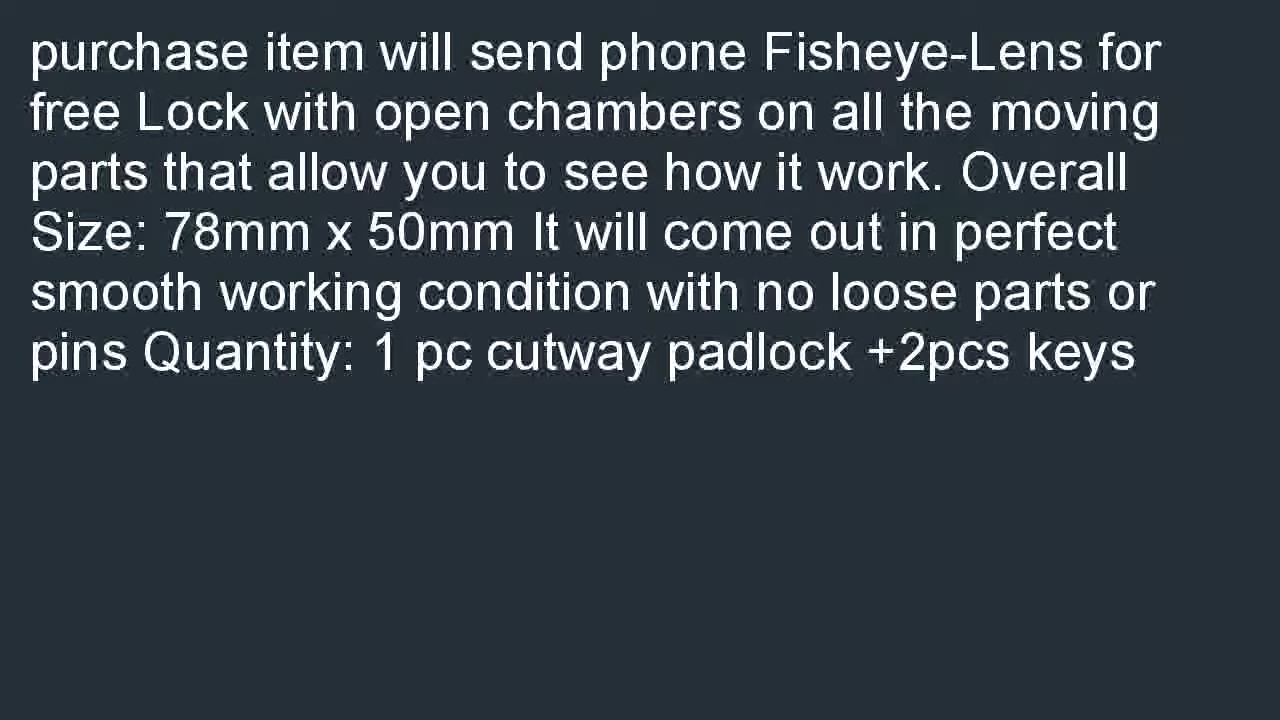 purchase item will send phone Fisheye-Lens for
free Lock with open chambers on all the moving
parts that allow you to see how it work. Overall
Size: 78mm x 50mm It will come out in perfect
smooth working condition with no loose parts or
pins Quantity: 1 pc cutway padlock +2pcs keys